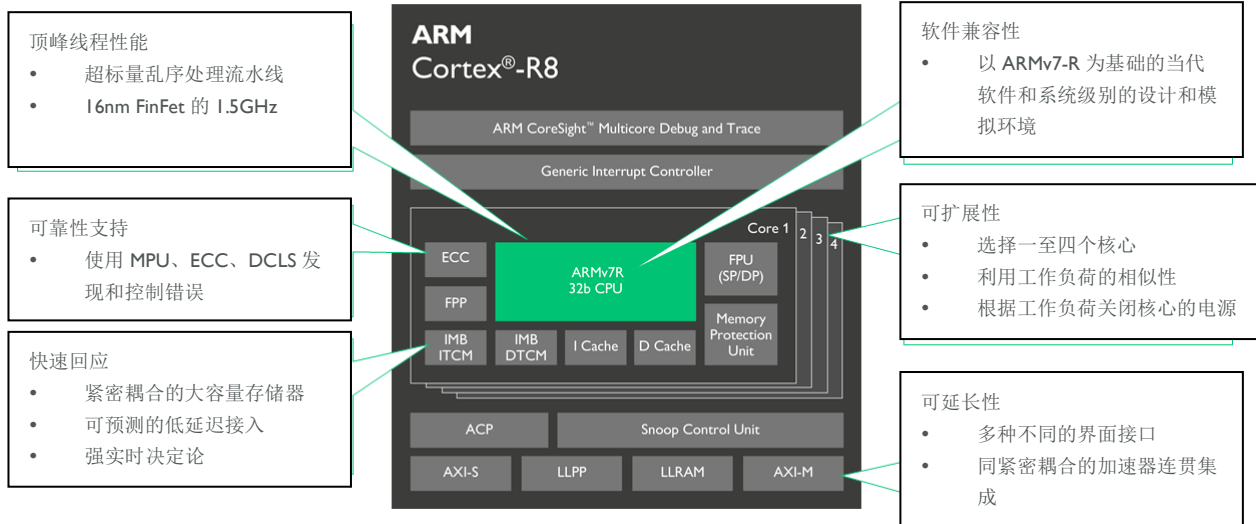 顶峰线程性能
• 超标量乱序处理流水线
• 16nm FinFet 的 1.5GHz
可靠性支持
• 使用 MPU、ECC、DCLS 发
现和控制错误
快速回应
• 紧密耦合的大容量存储器
• 可预测的低延迟接入
• 强实时决定论
ARM
Cortex®-R8
ARM CoreSight™ Multicore Debug and Trace
Generic Interrupt Controller
Core 1 2 3 4
ECC
ARMv7R
32b CPU
FPU
(SP/DP)
FPP
Memory
Protection
Unit
IMB
ITCM
IMB
DTCM
I Cache
D Cache
ACP
Snoop Control Unit
AXI-S
LLPP
LLRAM
AXI-M
软件兼容性
• 以 ARMv7-R 为基础的当代
软件和系统级别的设计和模
拟环境
可扩展性
• 选择一至四个核心
• 利用工作负荷的相似性
• 根据工作负荷关闭核心的电源
可延长性
• 多种不同的界面接口
• 同紧密耦合的加速器连贯集
成